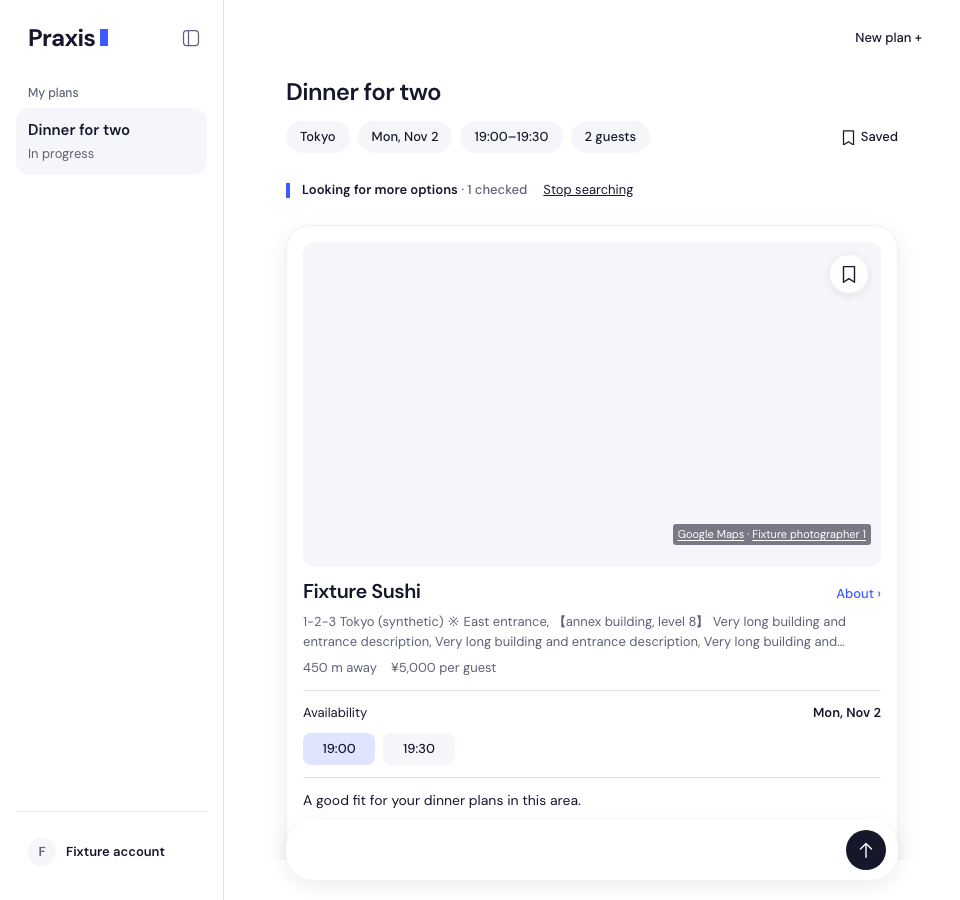 Praxis
New plan +
My plans
Dinner for two
In progress
Dinner for two
Tokyo
Mon, Nov 2
19:00–19:30
2 guests
Saved
Looking for more options · 1 checked
Stop searching
Google Maps · Fixture photographer 1
Fixture Sushi
About ›
1-2-3 Tokyo (synthetic) ※ East entrance, 【annex building, level 8】 Very long building and
entrance description, Very long building and entrance description, Very long building and…
450 m away
¥5,000 per guest
Availability
Mon, Nov 2
19:00
19:30
A good fit for your dinner plans in this area.
F
Fixture account